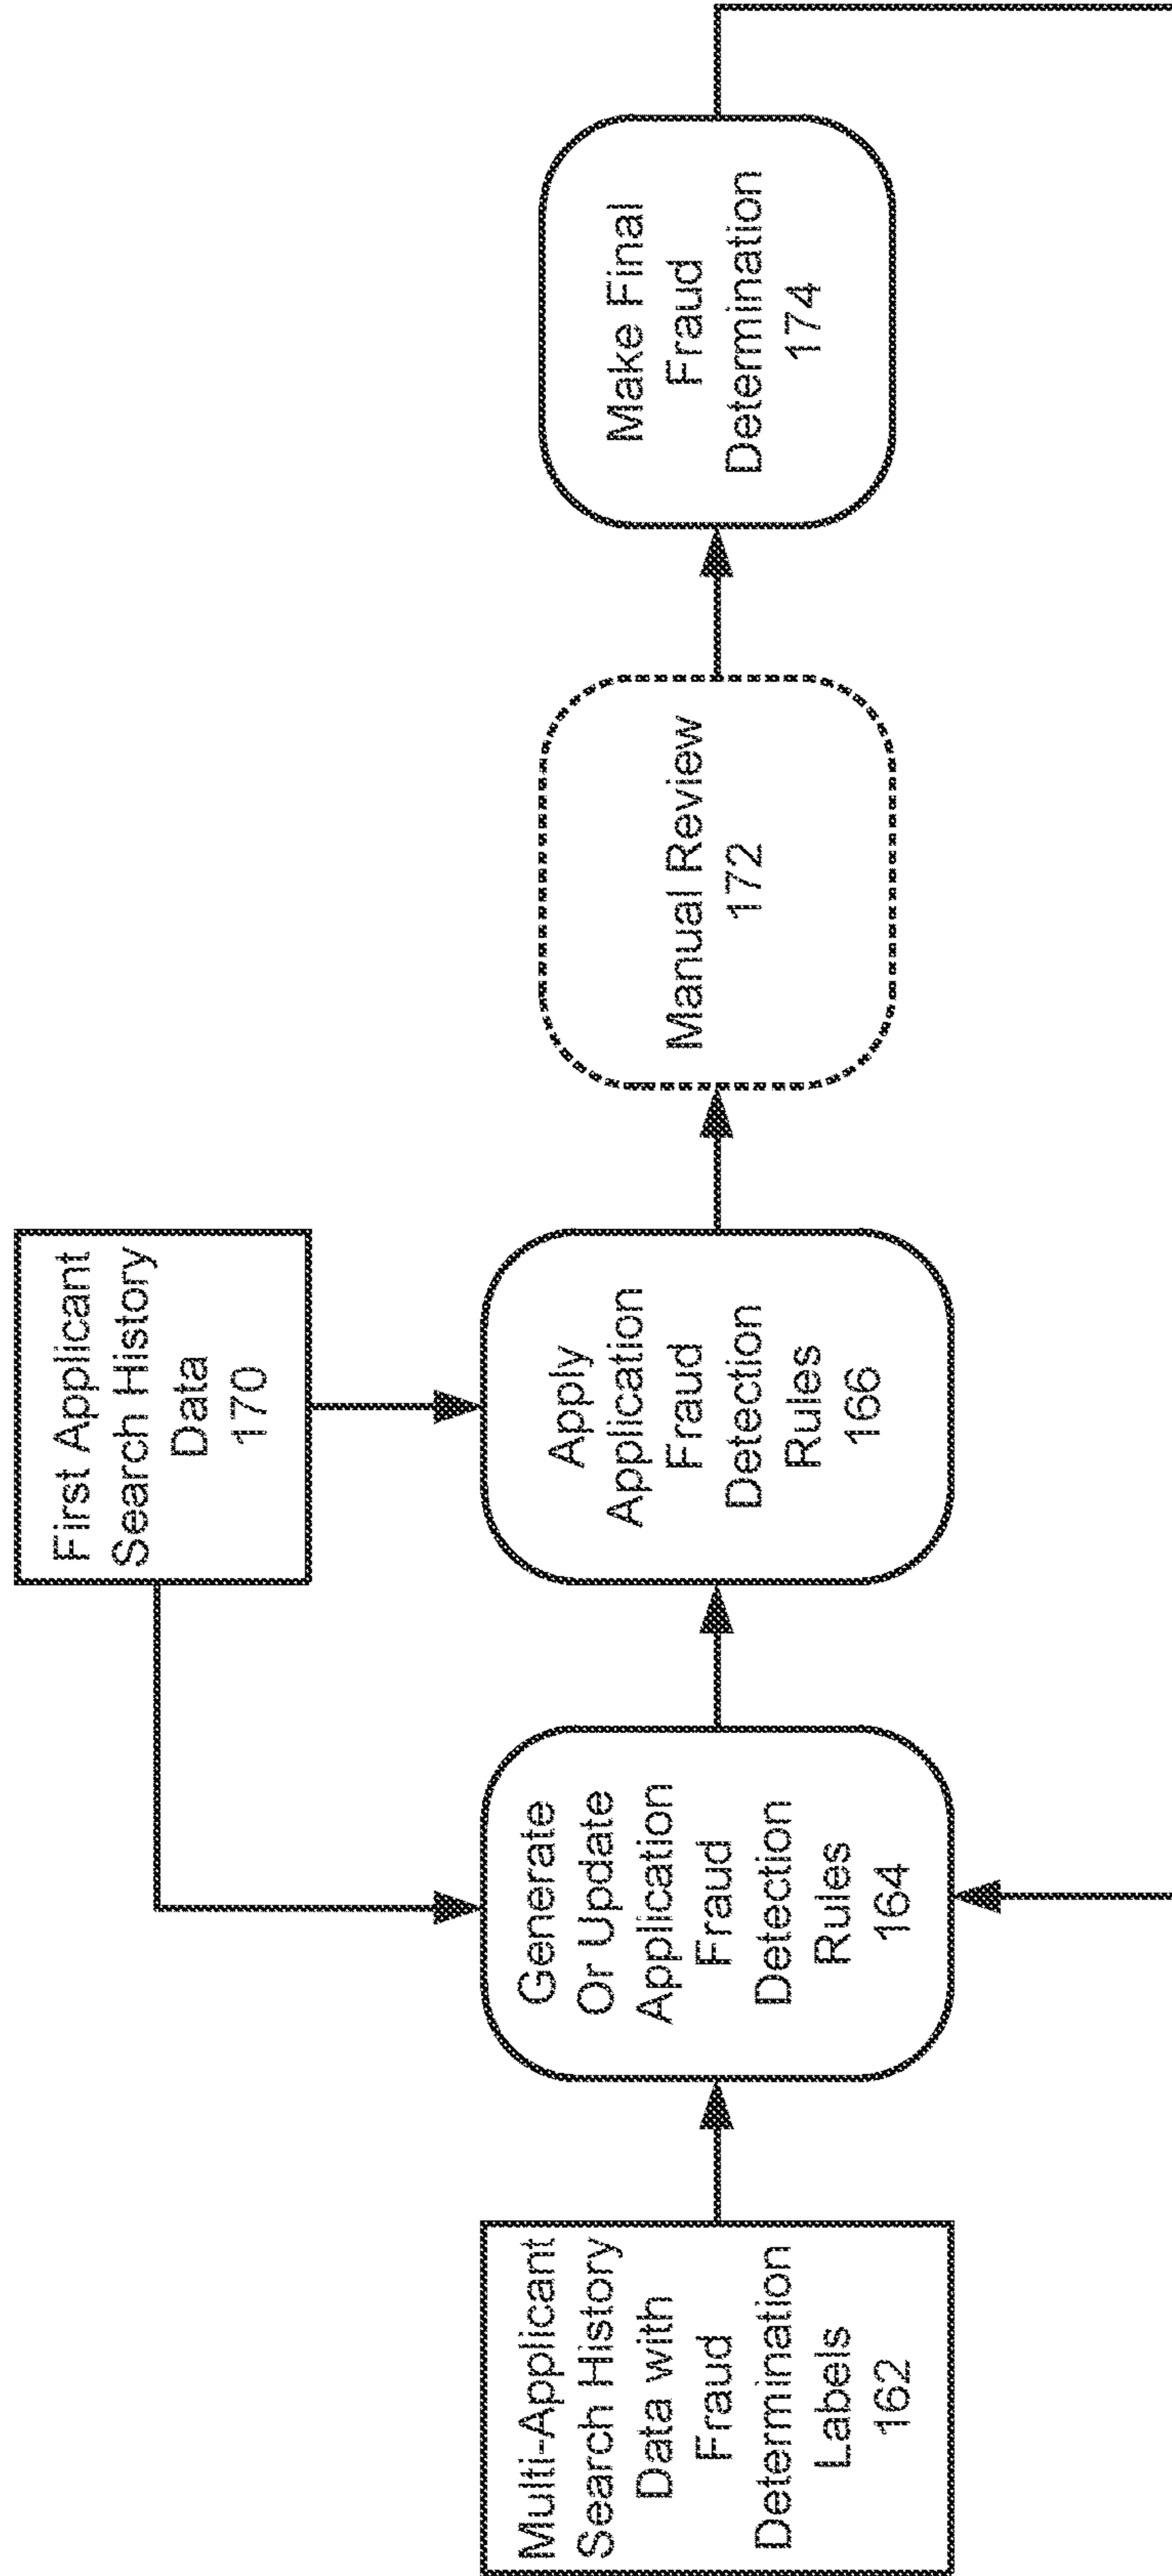 First Applicant
Search History
Data
170
Multi-Applicant
Search History
Data with
Fraud
Determination
Labels
162
Generate
Or Update
Application
Fraud
Detection
Rules
164
Apply
Application
Fraud
Detection
Rules
166
Manual Review
172
Make Final
Fraud
Determination
174